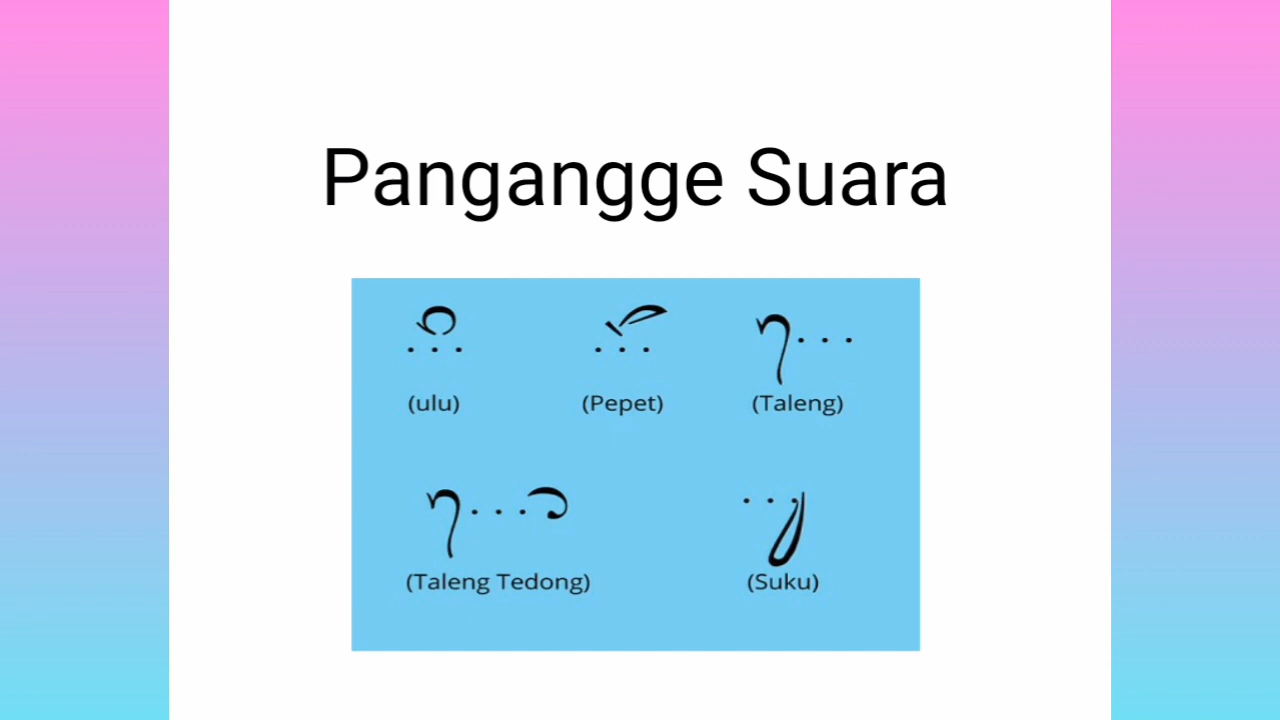 Pangangge Suara
(ulu) (Pepet) (Taleng)
(Taleng Tedong) (Suku)